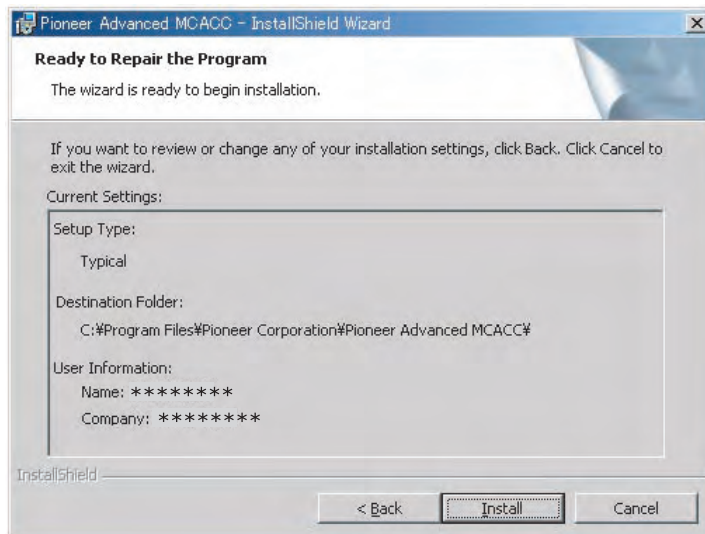 Pioneer Advanced MCACC - InstallShield Wizard
Ready to Repair the Program
The wizard is ready to begin installation.
If you want to review or change any of your installation settings, click Back. Click Cancel to
exit the wizard.
Current Settings:
Setup Type:
Typical
Destination Folder:
C:¥Program Files¥Pioneer Corporation¥Pioneer Advanced MCACC¥
User Information:
Name: ********
Company: ********
InstallShield
< Back
Install
Cancel